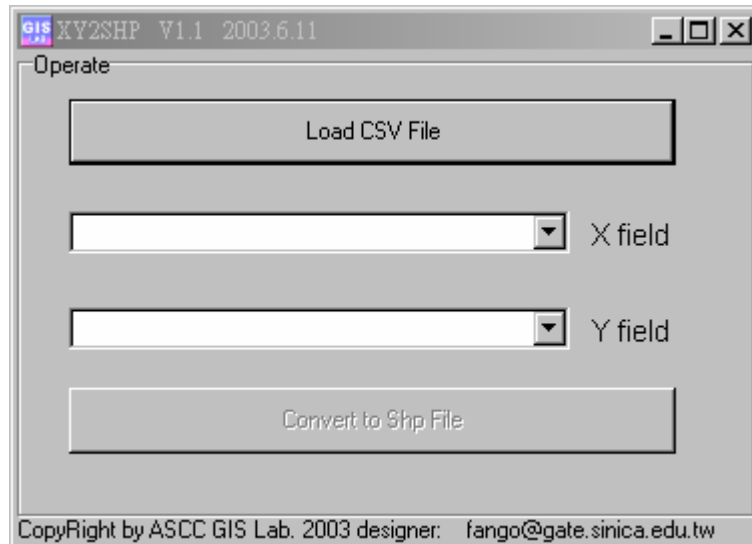 GIS
XY2SHP V1.1 2003.6.11
Operate
Load CSV File
X field
Y field
Convert to Shp File
CopyRight by ASCC GIS Lab. 2003 designer: fango@gate.sinica.edu.tw